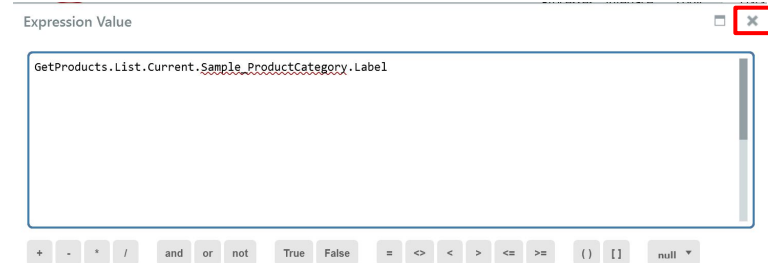 Expression Value
GetProducts.List.Current.Sample_ProductCategory.Label
+ - * / and or not True False = <> < > <= >= ( ) [ ] null